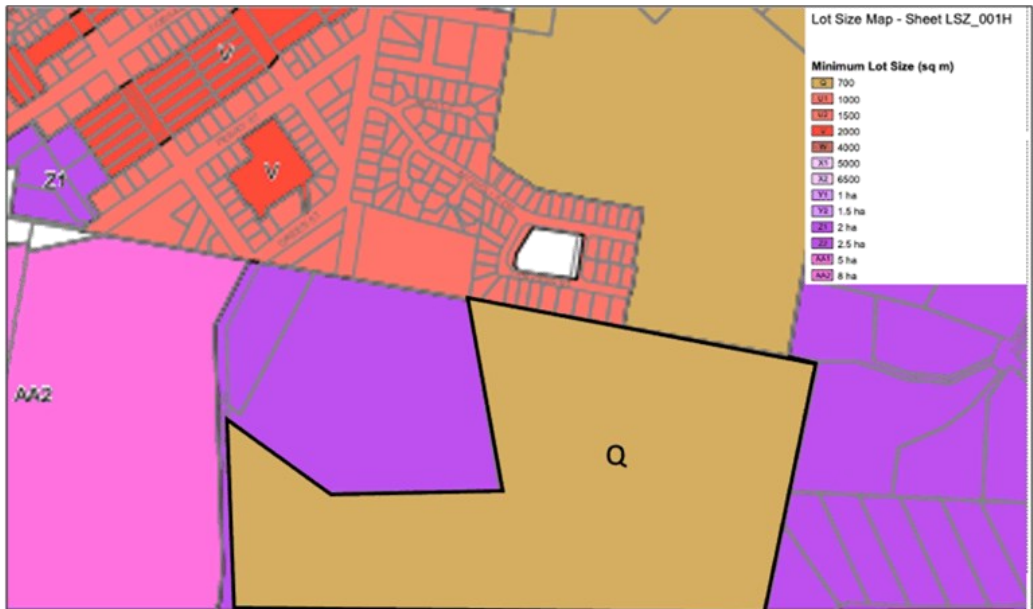 Lot Size Map - Sheet LSZ_001H
Minimum Lot Size (sq m)
Q 700
U1 1000
U2 1500
V 2000
W 4000
X1 5000
X2 6500
Y1 1 ha
Y2 1.5 ha
Z1 2 ha
Z2 2.5 ha
AA1 5 ha
AA2 8 ha
V
V
Z1
AA2
Q